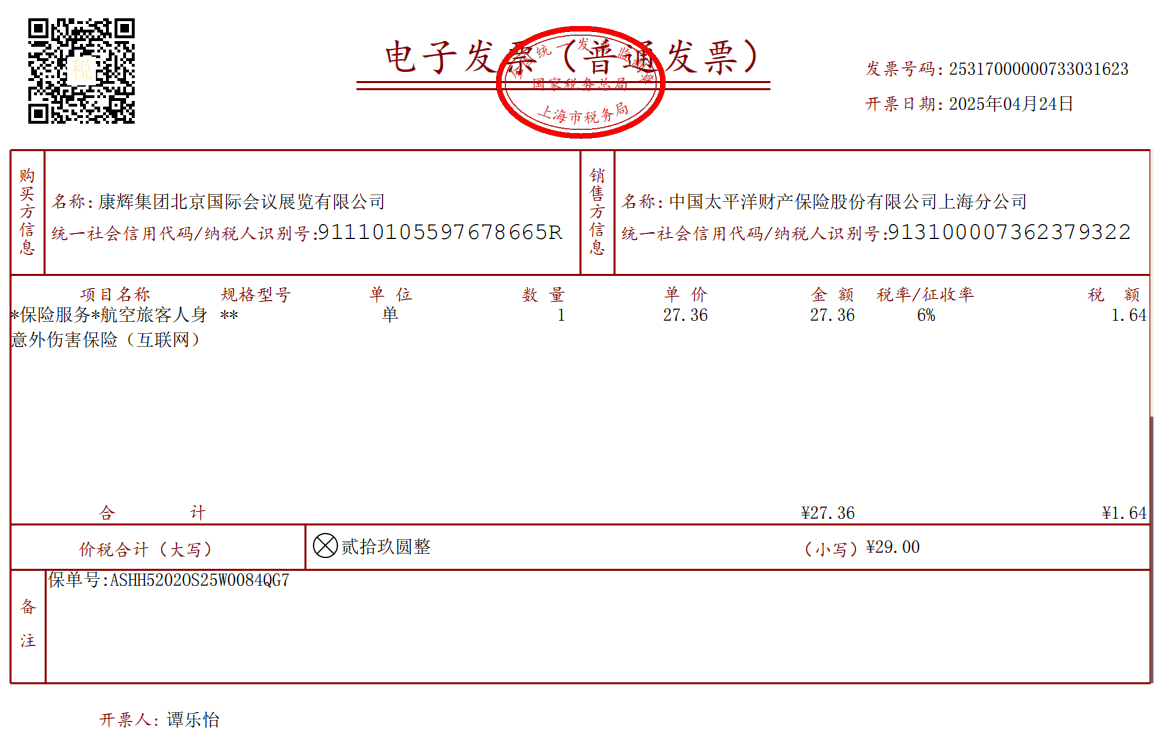 电子发票（普通发票）
全国统一发票监制章
国家税务总局
上海市税务局
发票号码：25317000000733031623
开票日期：2025年04月24日
购买方信息
名称：康辉集团北京国际会议展览有限公司
统一社会信用代码/纳税人识别号：91110105597678665R
销售方信息
名称：中国太平洋财产保险股份有限公司上海分公司
统一社会信用代码/纳税人识别号：913100007362379322
项目名称 规格型号 单位 数量 单价 金额 税率/征收率 税额
*保险服务*航空旅客人身 ** 单 1 27.36 27.36 6% 1.64
意外伤害保险（互联网）
合计 ¥27.36 ¥1.64
价税合计（大写） 贰拾玖圆整 （小写）¥29.00
备注
保单号:ASHH5202OS25W0084QG7
开票人：谭乐怡